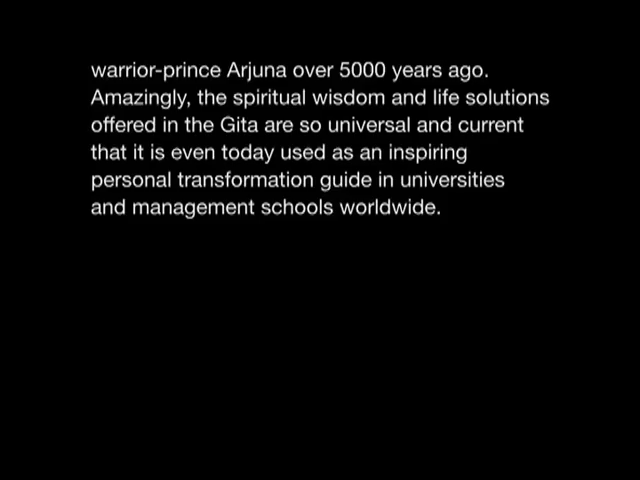 warrior-prince Arjuna over 5000 years ago.
Amazingly, the spiritual wisdom and life solutions
offered in the Gita are so universal and current
that it is even today used as an inspiring
personal transformation guide in universities
and management schools worldwide.